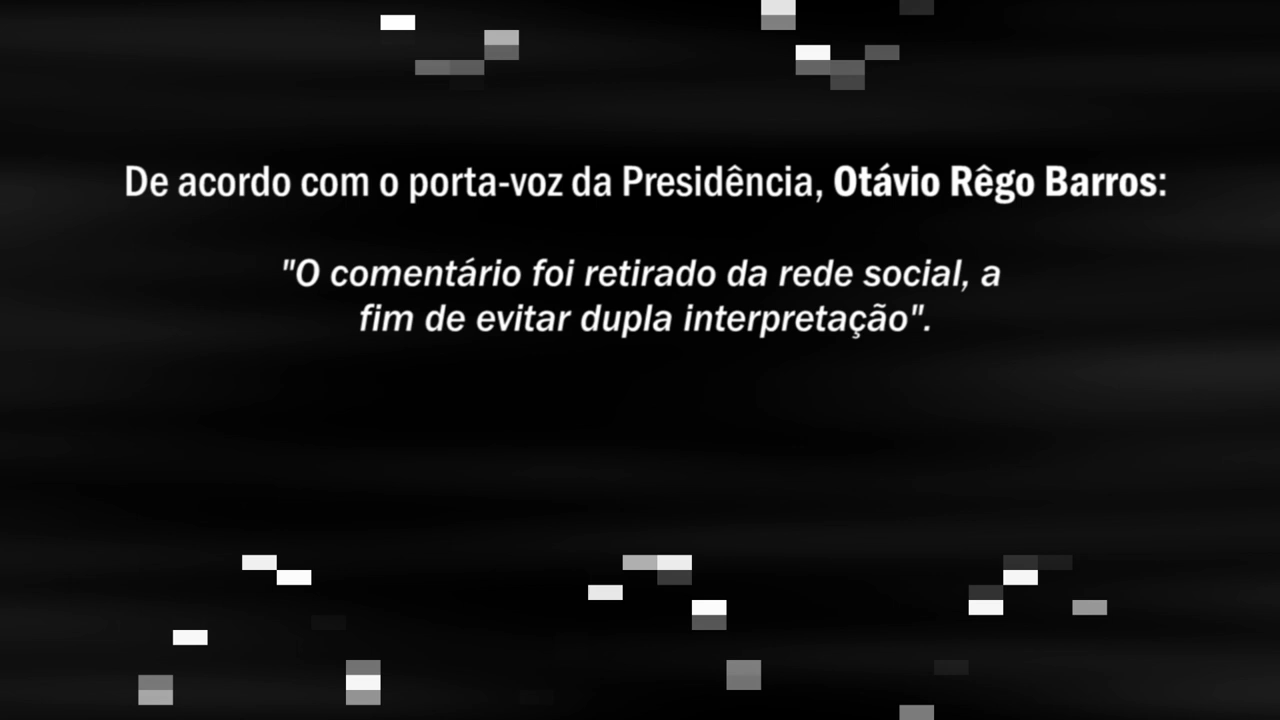 De acordo com o porta-voz da Presidência, Otávio Rêgo Barros:
"O comentário foi retirado da rede social, a
fim de evitar dupla interpretação".